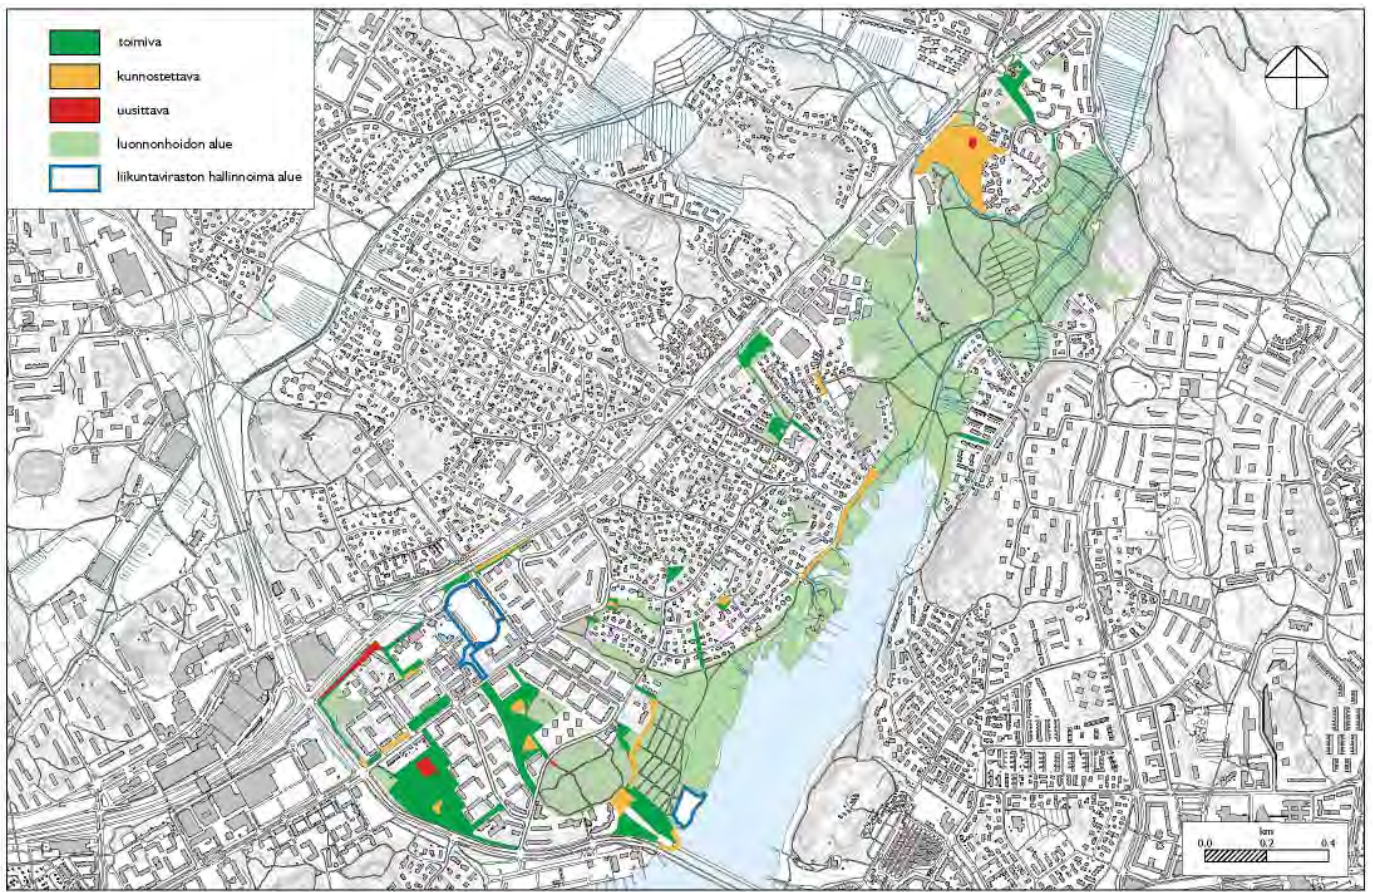 toimiva
kunnostettava
uusittava
luonnonhoidon alue
liikuntaviraston hallinnoima alue
km
0.0 0.2 0.4